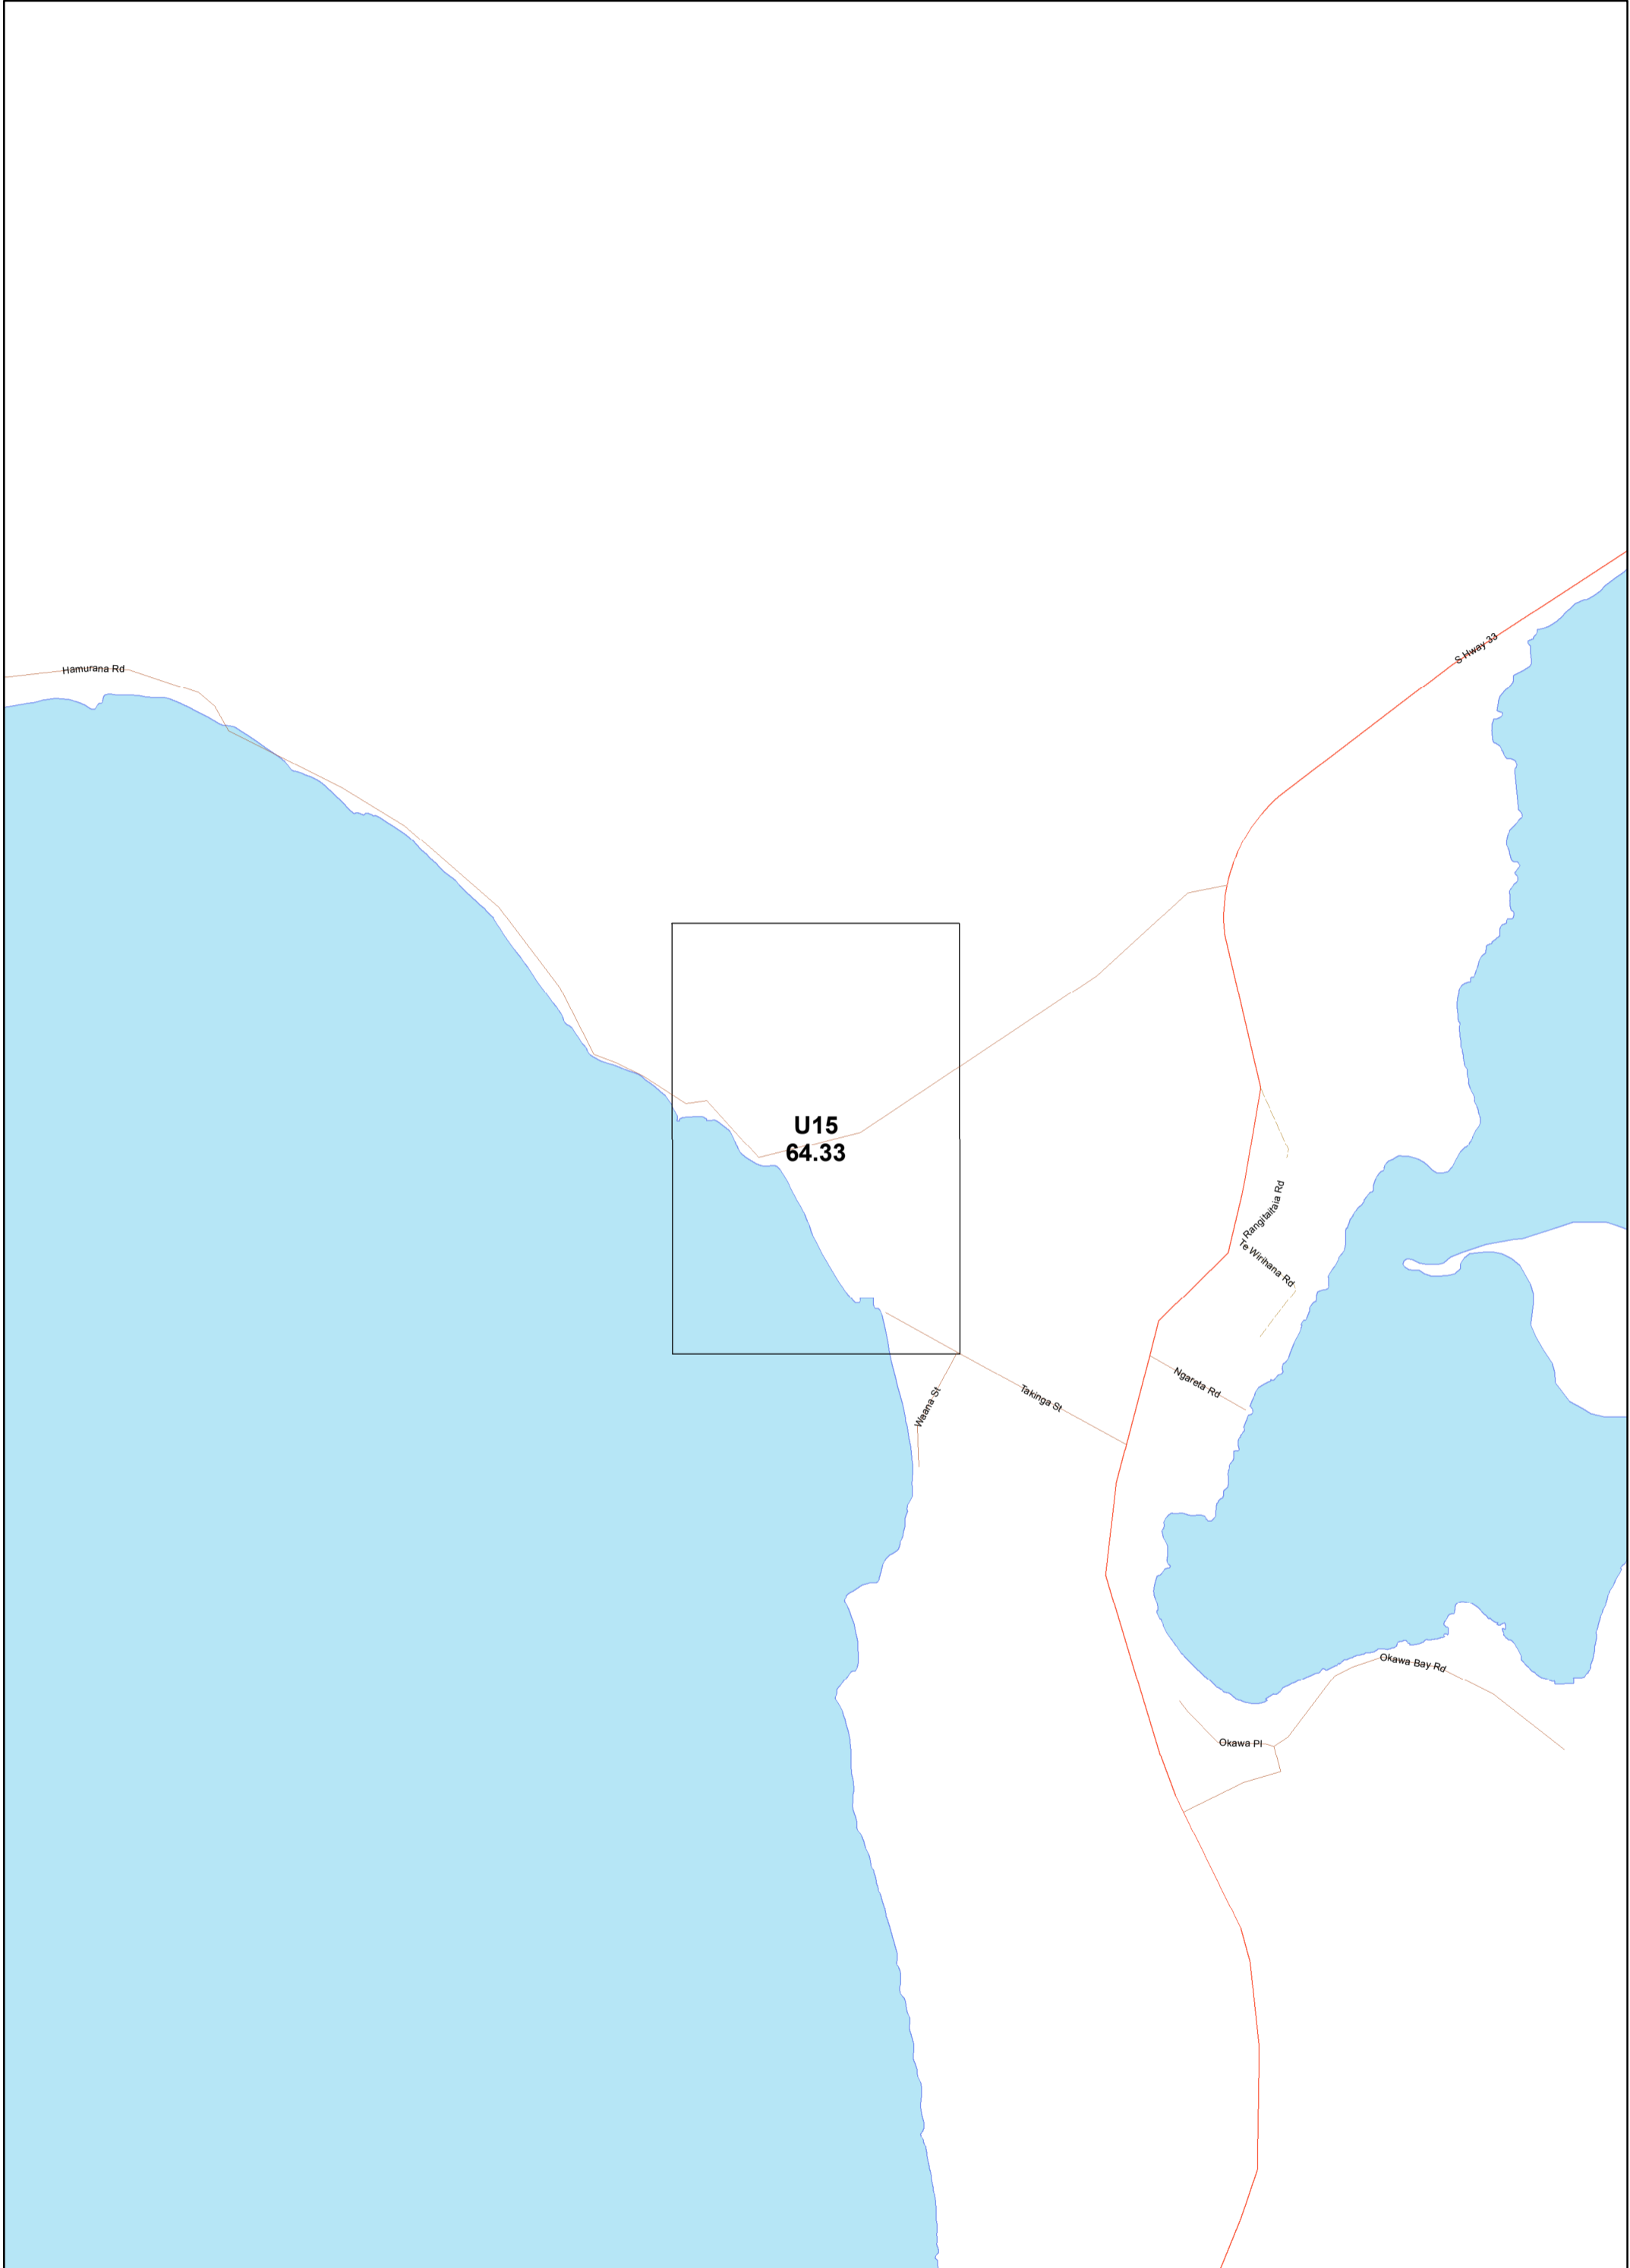 S Hway 33
Hamurana Rd
U15
64.33
Rangitaitaia Rd
Te Wirihana Rd
Ngareta Rd
Takinga St
Waana St
Okawa Bay Rd
Okawa Pl